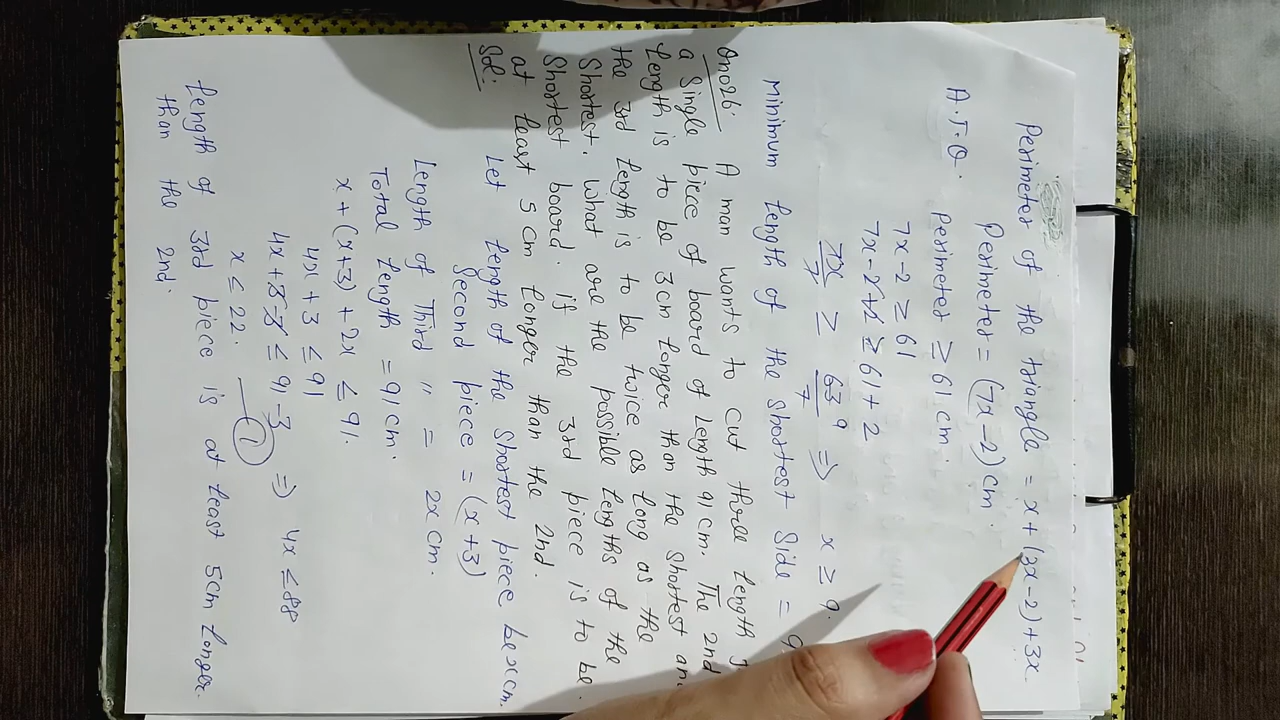 Perimeter of the triangle = x + (3x-2) + 3x
Perimeter = (7x-2) cm.
A.T.Q. Perimeter ≥ 61 cm.
7x-2 ≥ 61
7x-2+2 ≥ 61+2
7x/7 ≥ 63/7 9 ⇒ x ≥ 9.
Minimum length of the shortest side = 9
Qno26. A man wants to cut three length
a single piece of board of length 91 cm. The 2nd
length is to be 3cm longer than the shortest an
the 3rd length is to be twice as long as the
shortest. What are the possible lengths of the
shortest board. if the 3rd piece is to be
at least 5 cm longer than the 2nd.
Sol: Let length of the shortest piece be x cm.
Second piece = (x+3)
Length of Third " = 2x cm.
Total length = 91 cm.
x + (x+3) + 2x ≤ 91.
4x + 3 ≤ 91
4x + 3 - 3 ≤ 91 - 3 ⇒ 4x ≤ 88
x ≤ 22. — ①
Length of 3rd piece is at least 5cm longer.
than the 2nd.